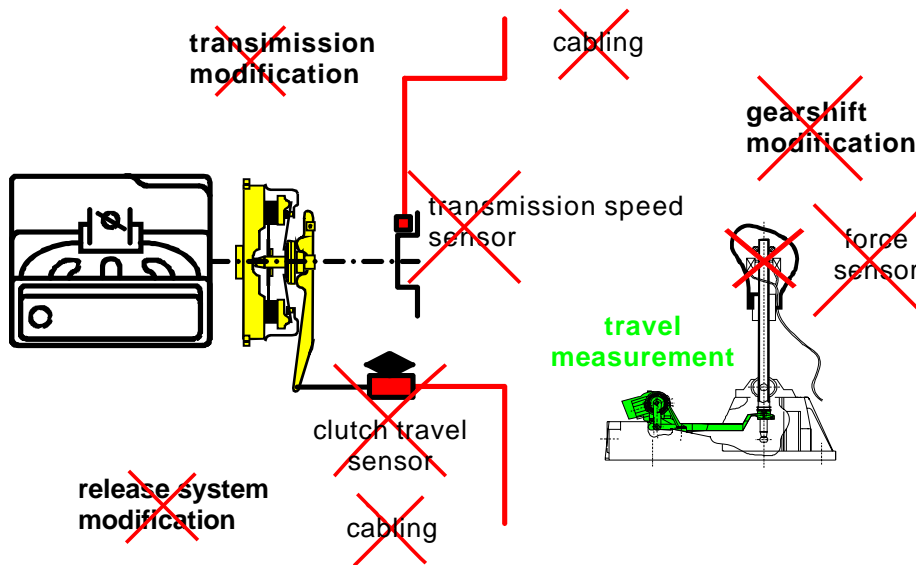 transimission
modification
cabling
gearshift
modification
transmission speed
sensor
force
sensor
travel
measurement
clutch travel
sensor
release system
modification
cabling